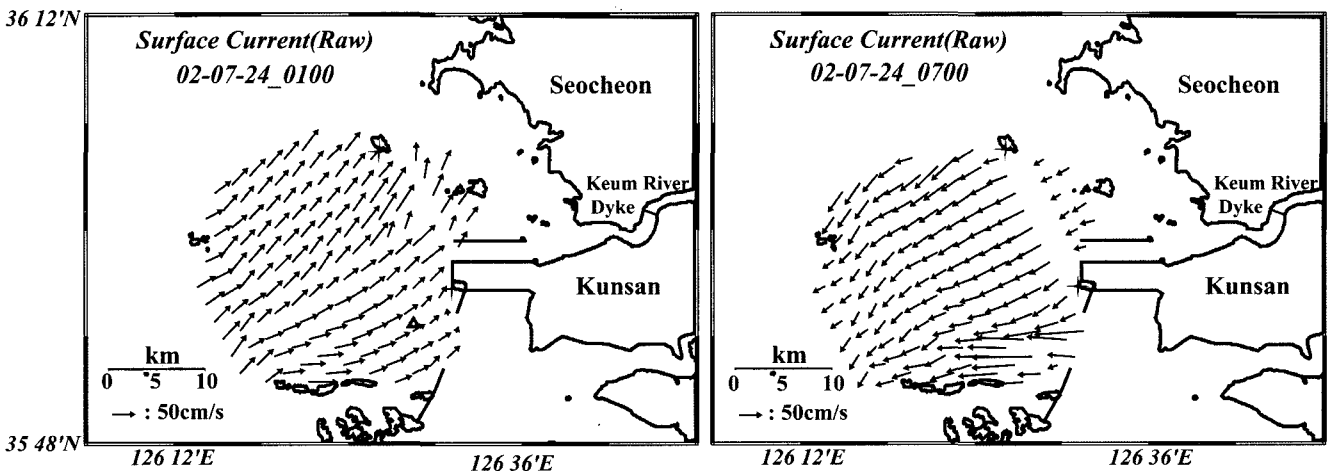 36 12'N
Surface Current(Raw)
02-07-24_0100
Seocheon
Keum River
Dyke
Kunsan
km
0 5 10
: 50cm/s
35 48'N
126 12'E
126 36'E
Surface Current(Raw)
02-07-24_0700
Seocheon
Keum River
Dyke
Kunsan
km
0 5 10
: 50cm/s
126 12'E
126 36'E